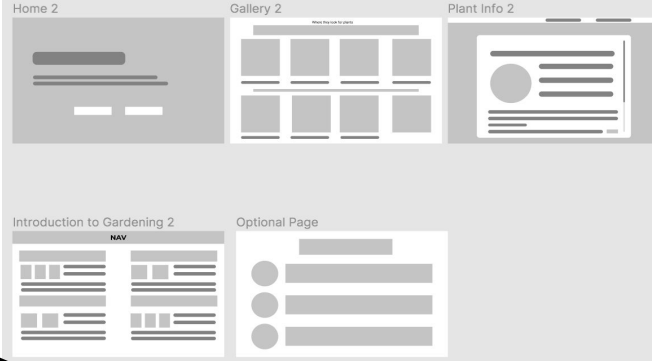 Home 2
Gallery 2
Plant Info 2
Where they look for plants
Introduction to Gardening 2
Optional Page
NAV